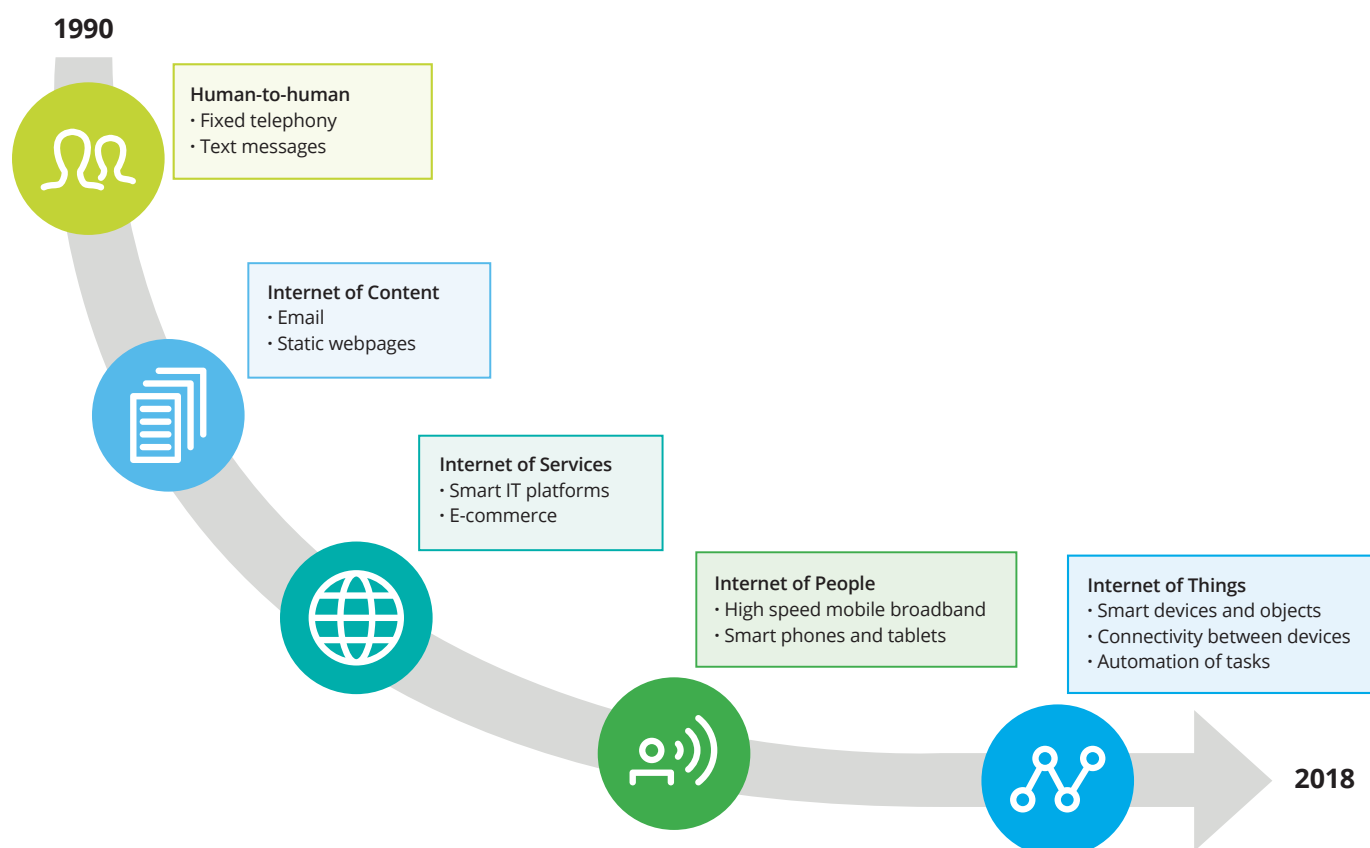 1990
Human-to-human
· Fixed telephony
· Text messages
Internet of Content
· Email
· Static webpages
Internet of Services
· Smart IT platforms
· E-commerce
Internet of People
· High speed mobile broadband
· Smart phones and tablets
Internet of Things
· Smart devices and objects
· Connectivity between devices
· Automation of tasks
2018